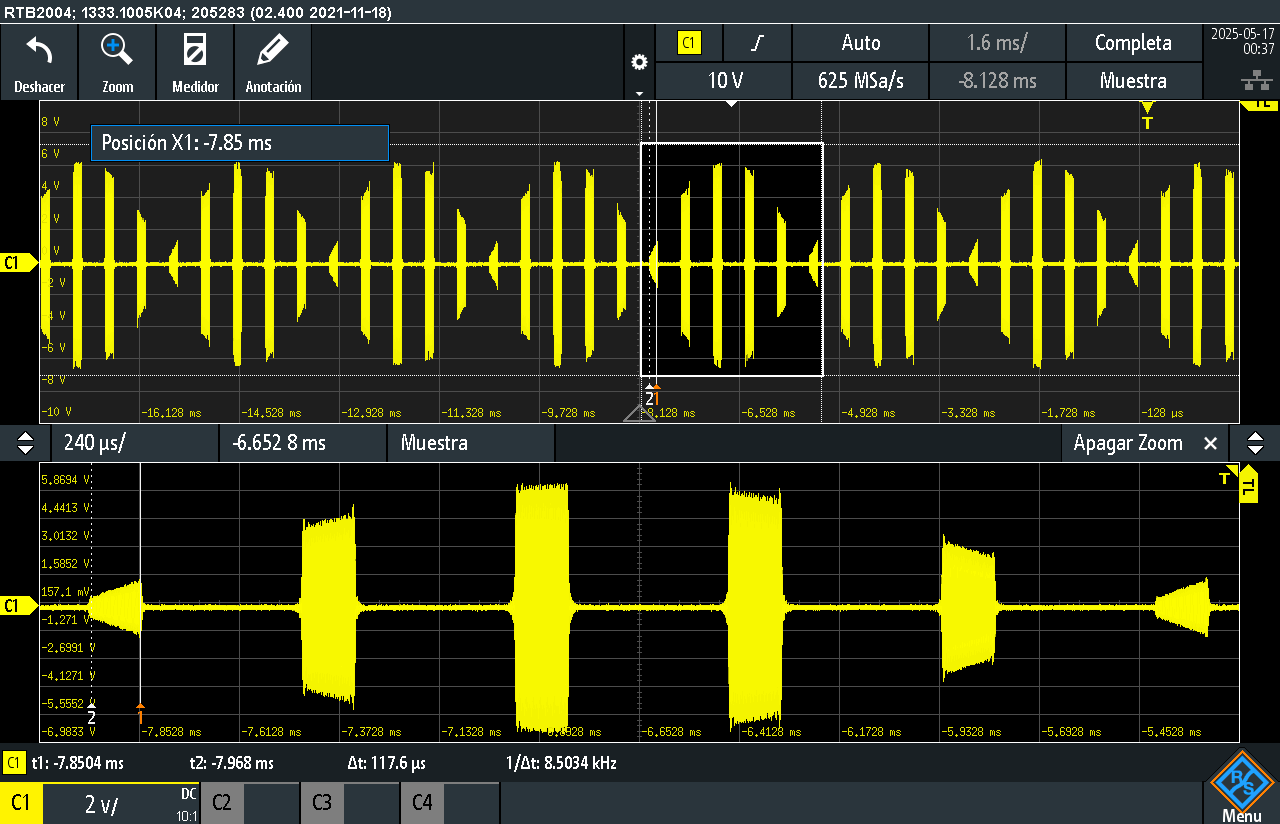 RTB2004; 1333.1005K04; 205283 (02.400 2021-11-18)
Deshacer Zoom Medidor Anotación
C1 Auto 1.6 ms/ Completa
10 V 625 MSa/s -8.128 ms Muestra
2025-05-17
00:37
TL
8 V
T
Posición X1: -7.85 ms
6 V
4 V
2 V
0 V
C1
-2 V
-4 V
-6 V
-8 V
2 1
-10 V -16,128 ms -14,528 ms -12,928 ms -11,328 ms -9,728 ms -8,128 ms -6,528 ms -4,928 ms -3,328 ms -1,728 ms -128 µs
240 µs/ -6.652 8 ms Muestra Apagar Zoom ×
T TL
5,8694 V
4,4413 V
3,0132 V
1,5852 V
157,1 mV
C1
-1,271 V
-2,6991 V
-4,1271 V
-5,5552 V
2 1
-6,9833 V -7,8528 ms -7,6128 ms -7,3728 ms -7,1328 ms -6,8928 ms -6,6528 ms -6,4128 ms -6,1728 ms -5,9328 ms -5,6928 ms -5,4528 ms
C1 t1: -7.8504 ms t2: -7.968 ms Δt: 117.6 µs 1/Δt: 8.5034 kHz
C1 2 V/ DC 10:1 C2 C3 C4
R S
Menu